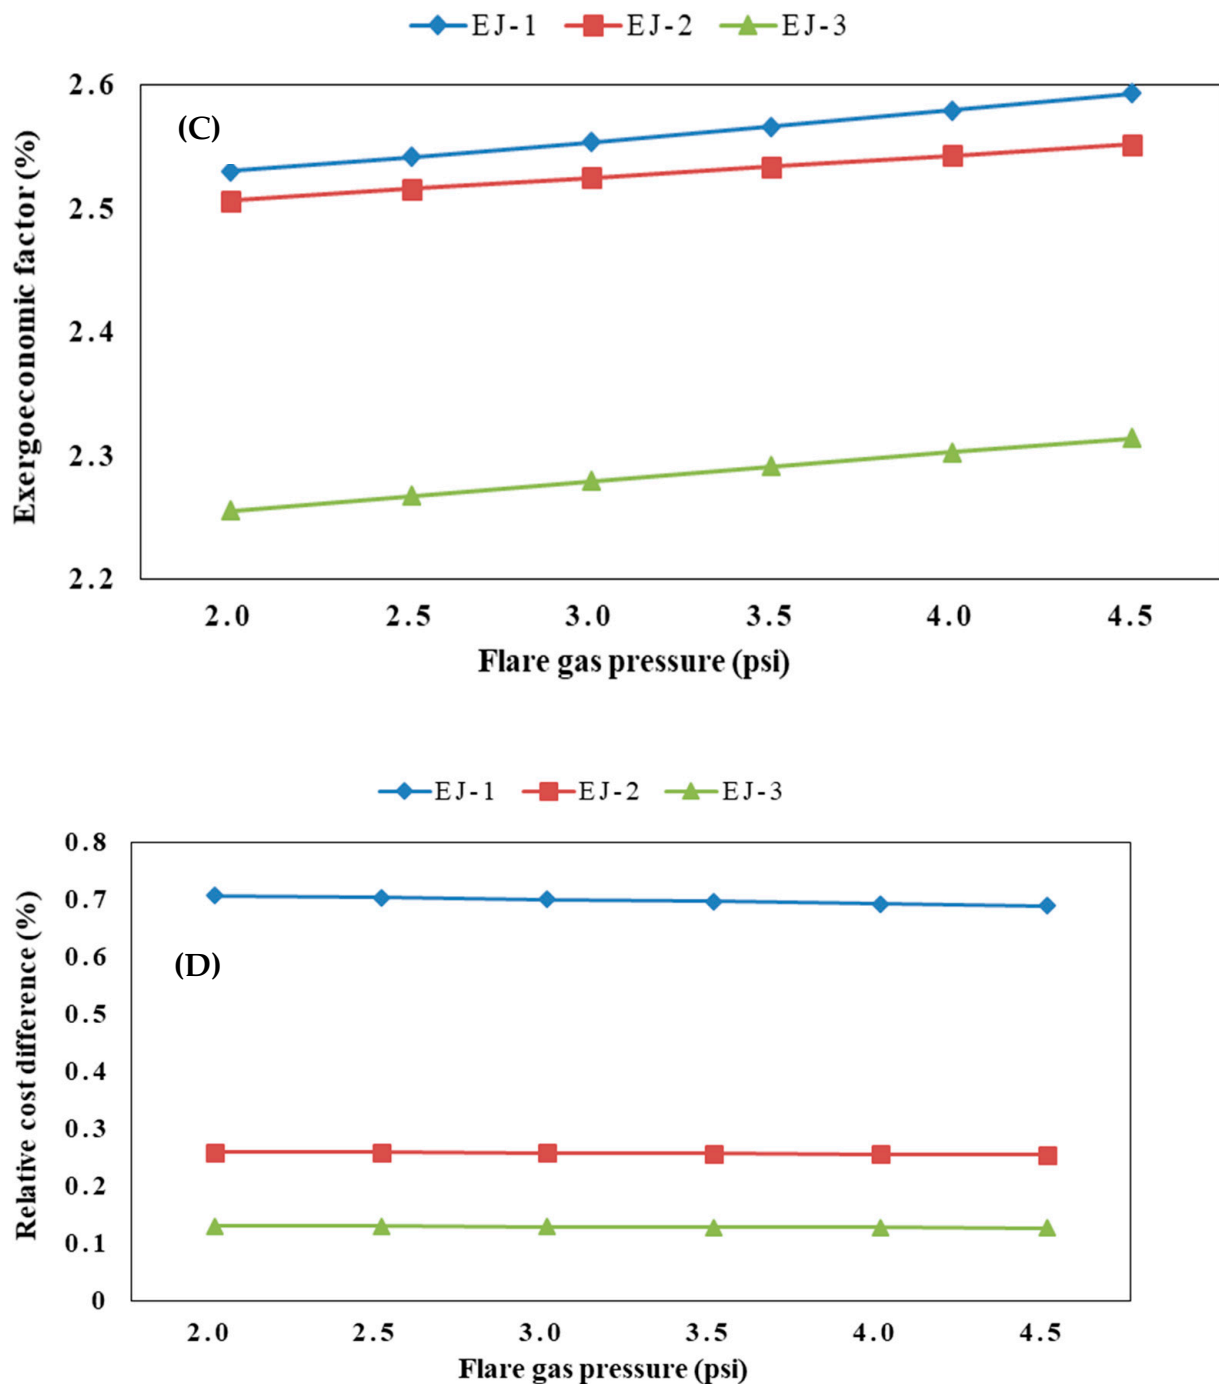 EJ-1 EJ-2 EJ-3
(C)
Exergoeconomic factor (%)
2.6
2.5
2.4
2.3
2.2
2.0 2.5 3.0 3.5 4.0 4.5
Flare gas pressure (psi)
EJ-1 EJ-2 EJ-3
(D)
Relative cost difference (%)
0.8
0.7
0.6
0.5
0.4
0.3
0.2
0.1
0
2.0 2.5 3.0 3.5 4.0 4.5
Flare gas pressure (psi)